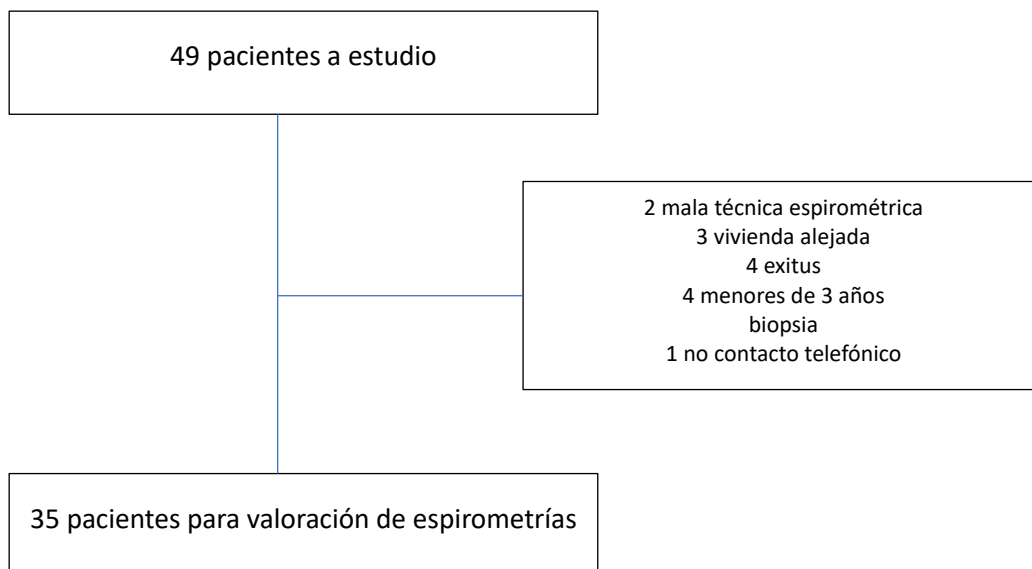 49 pacientes a estudio
2 mala técnica espirométrica
3 vivienda alejada
4 exitus
4 menores de 3 años
biopsia
1 no contacto telefónico
35 pacientes para valoración de espirometrías